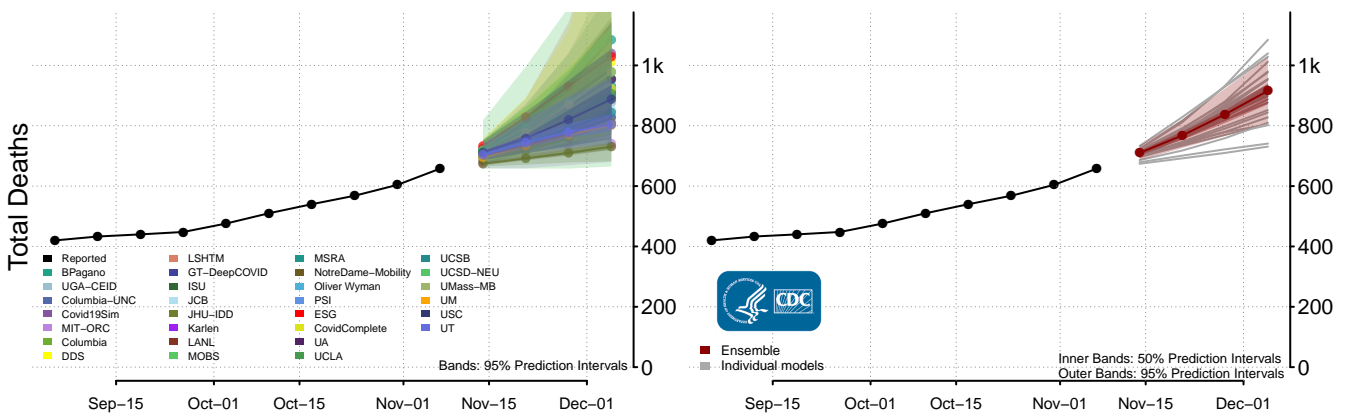 Total Deaths
1k
800
600
400
200
0
Reported
BPagano
UGA−CEID
Columbia−UNC
Covid19Sim
MIT−ORC
Columbia
DDS
LSHTM
GT−DeepCOVID
ISU
JCB
JHU−IDD
Karlen
LANL
MOBS
MSRA
NotreDame−Mobility
Oliver Wyman
PSI
ESG
CovidComplete
UA
UCLA
UCSB
UCSD−NEU
UMass−MB
UM
USC
UT
Bands: 95% Prediction Intervals
Sep−15 Oct−01 Oct−15 Nov−01 Nov−15 Dec−01
1k
800
600
400
200
0
CDC
Ensemble
Individual models
Inner Bands: 50% Prediction Intervals
Outer Bands: 95% Prediction Intervals
Sep−15 Oct−01 Oct−15 Nov−01 Nov−15 Dec−01